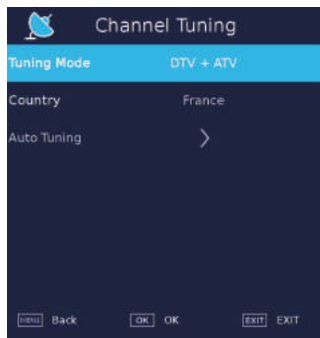 Channel Tuning
Tuning Mode DTV + ATV
Country France
Auto Tuning
MENU Back OK OK EXIT EXIT